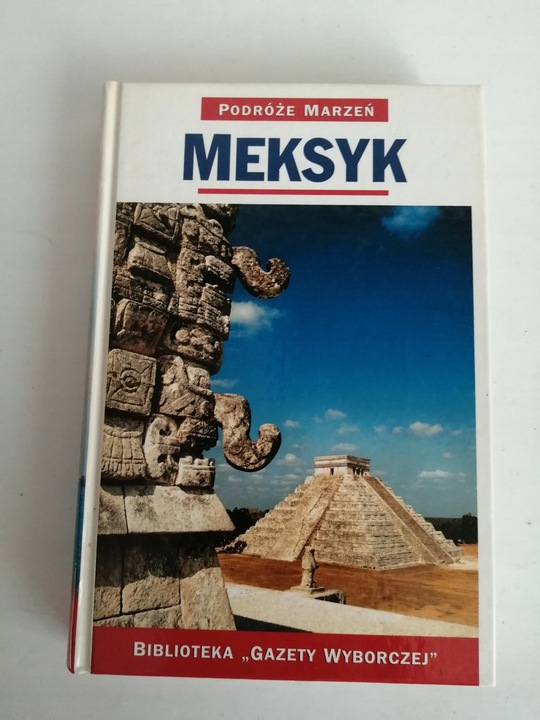 PODRÓŻE MARZEŃ
MEKSYK
BIBLIOTEKA „GAZETY WYBORCZEJ”